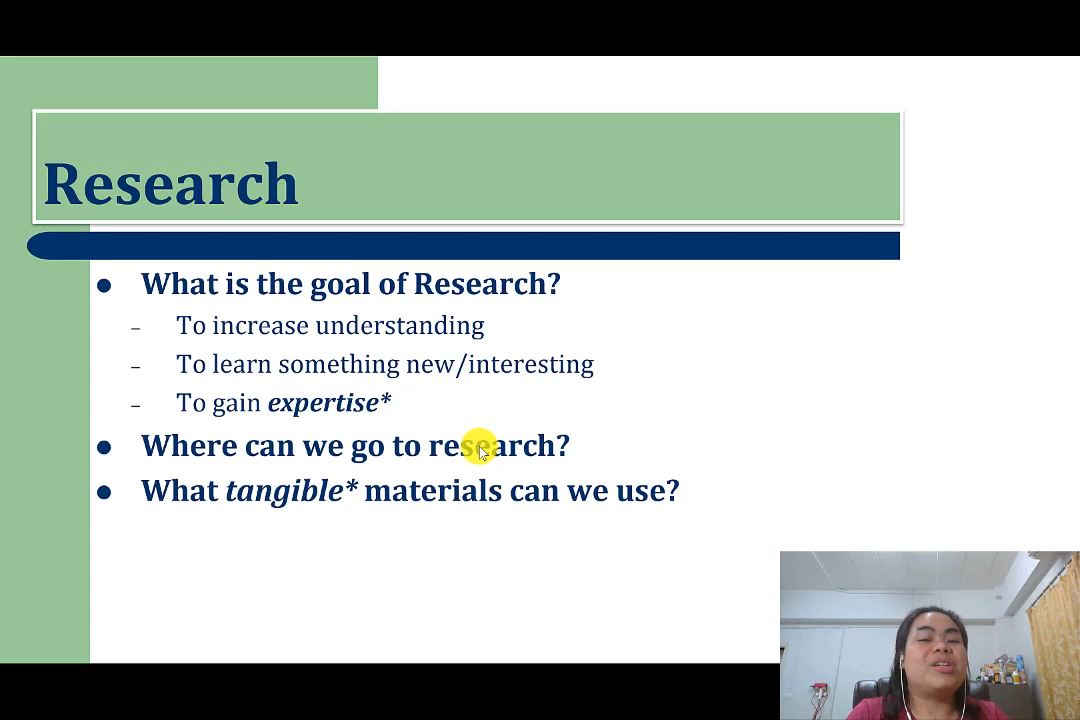 Research
● What is the goal of Research?
– To increase understanding
– To learn something new/interesting
– To gain expertise*
● Where can we go to research?
● What tangible* materials can we use?